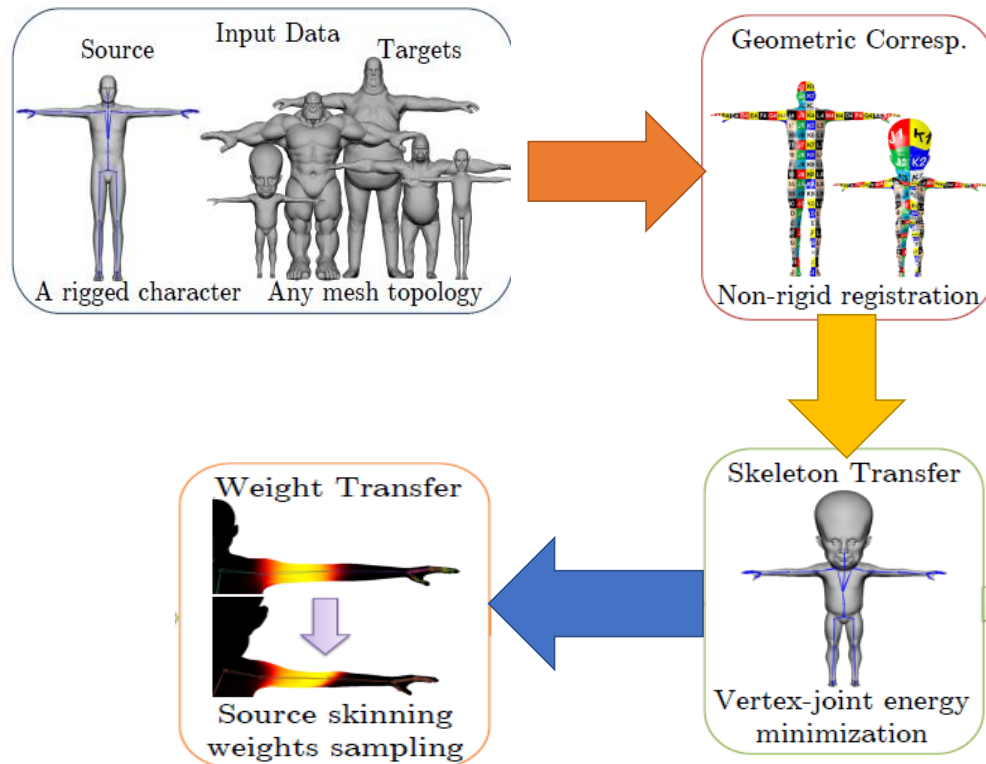 Input Data
Source
Targets
A rigged character
Any mesh topology
Geometric Corresp.
Non-rigid registration
Skeleton Transfer
Vertex-joint energy
minimization
Weight Transfer
Source skinning
weights sampling